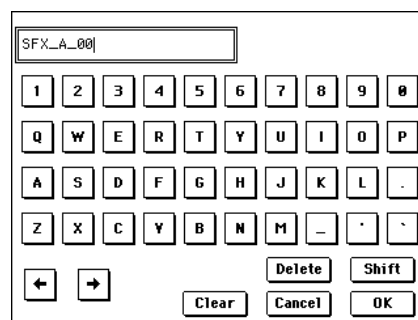 SFX_A_00
1 2 3 4 5 6 7 8 9 0
Q W E R T Y U I O P
A S D F G H J K L .
Z X C V B N M _ ' `
← → Delete Shift
Clear Cancel OK